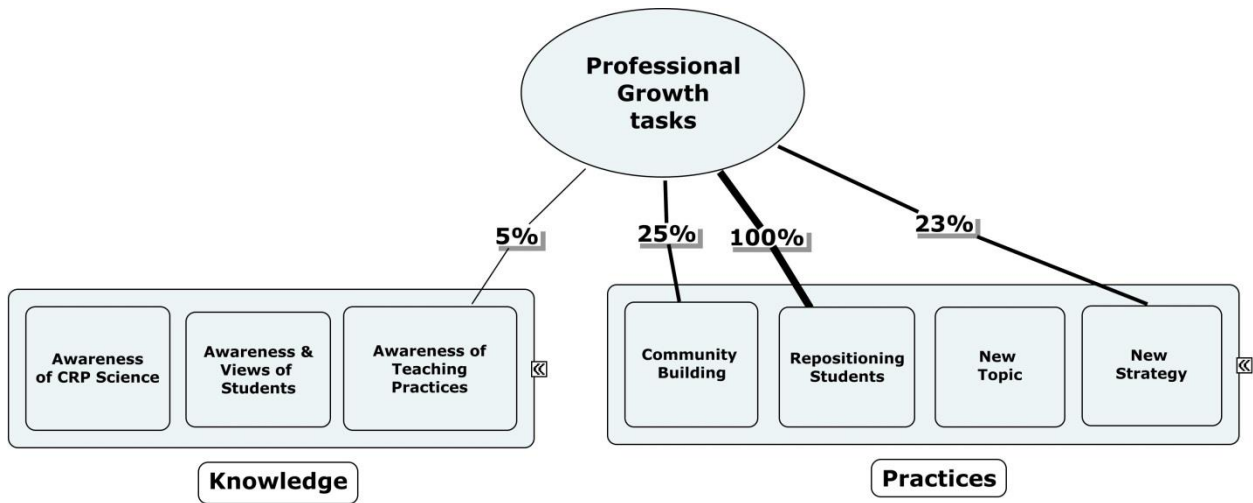 Professional
Growth
tasks
5%
25%
100%
23%
Awareness
of CRP Science
Awareness &
Views of
Students
Awareness of
Teaching
Practices
Community
Building
Repositioning
Students
New
Topic
New
Strategy
Knowledge
Practices